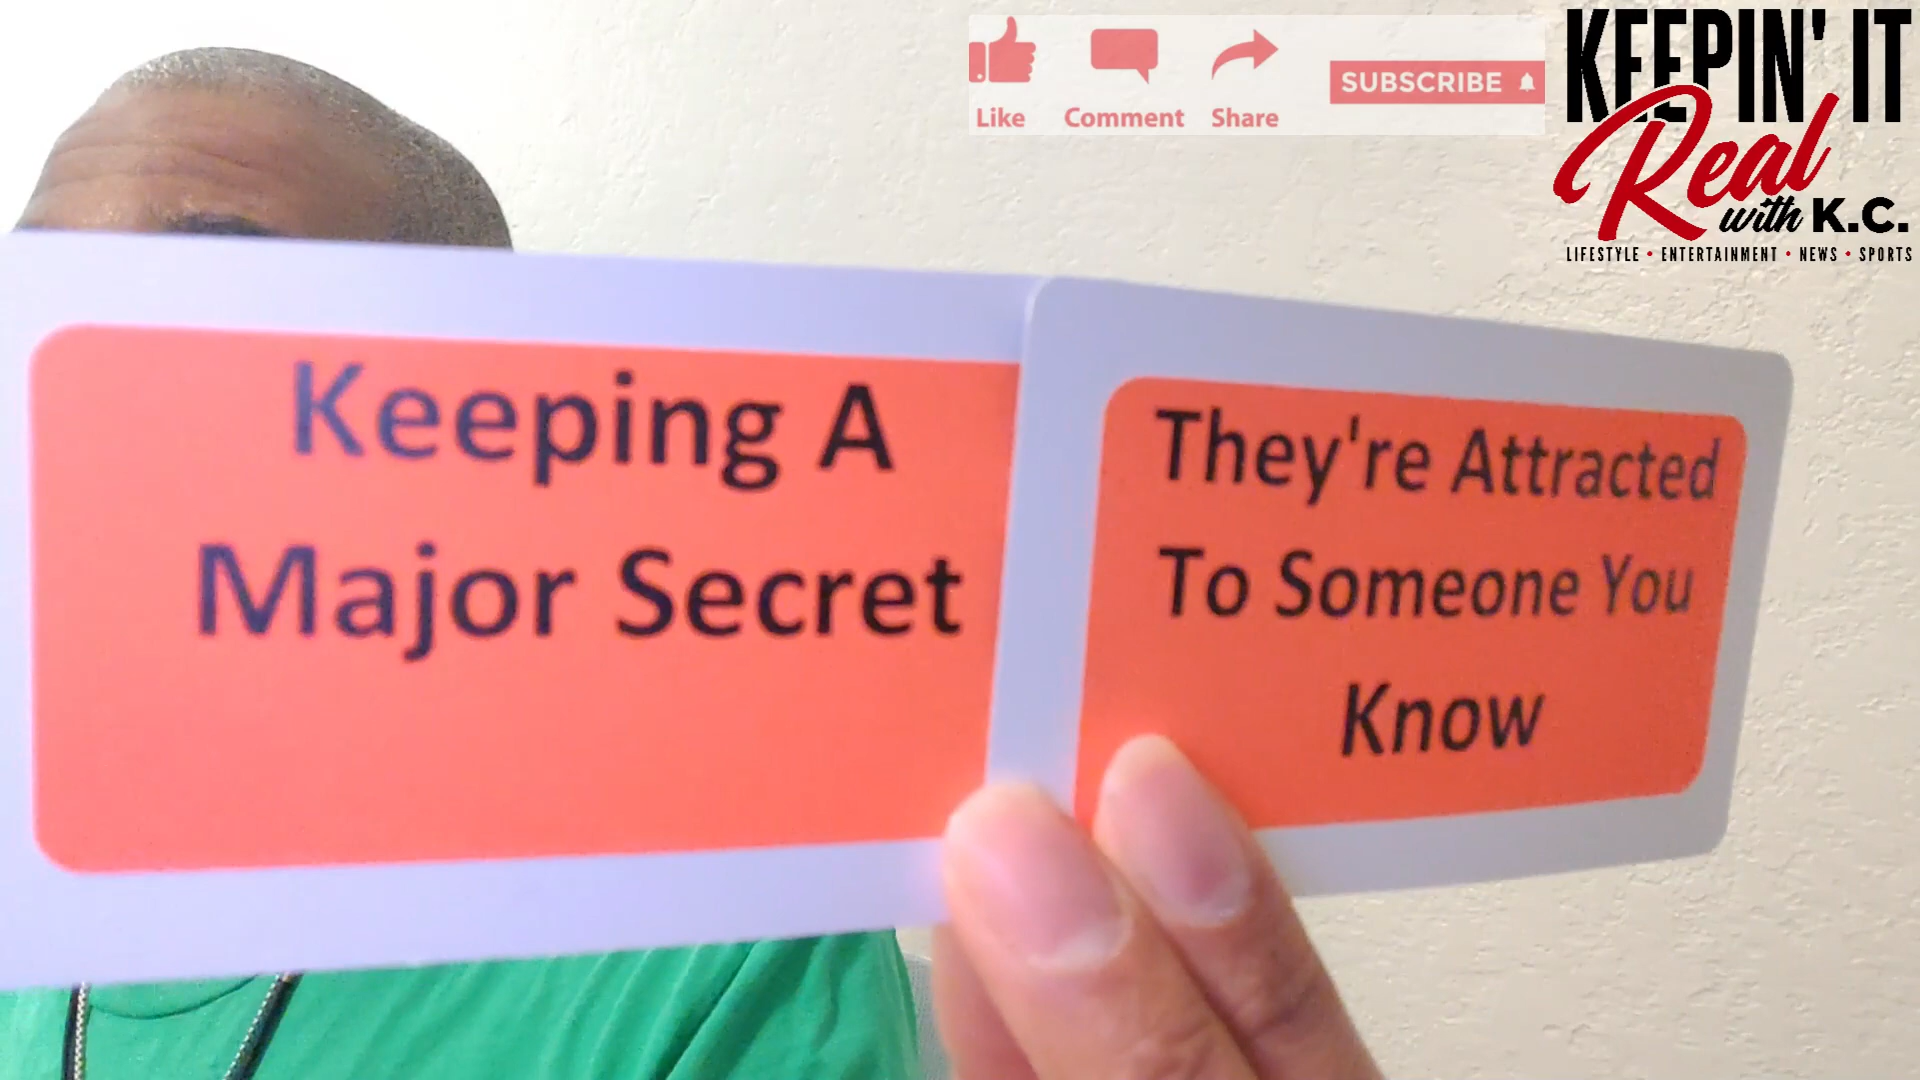 Like
Comment
Share
SUBSCRIBE
KEEPIN' IT
Real
with K.C.
LIFESTYLE • ENTERTAINMENT • NEWS • SPORTS
Keeping A
Major Secret
They're Attracted
To Someone You
Know